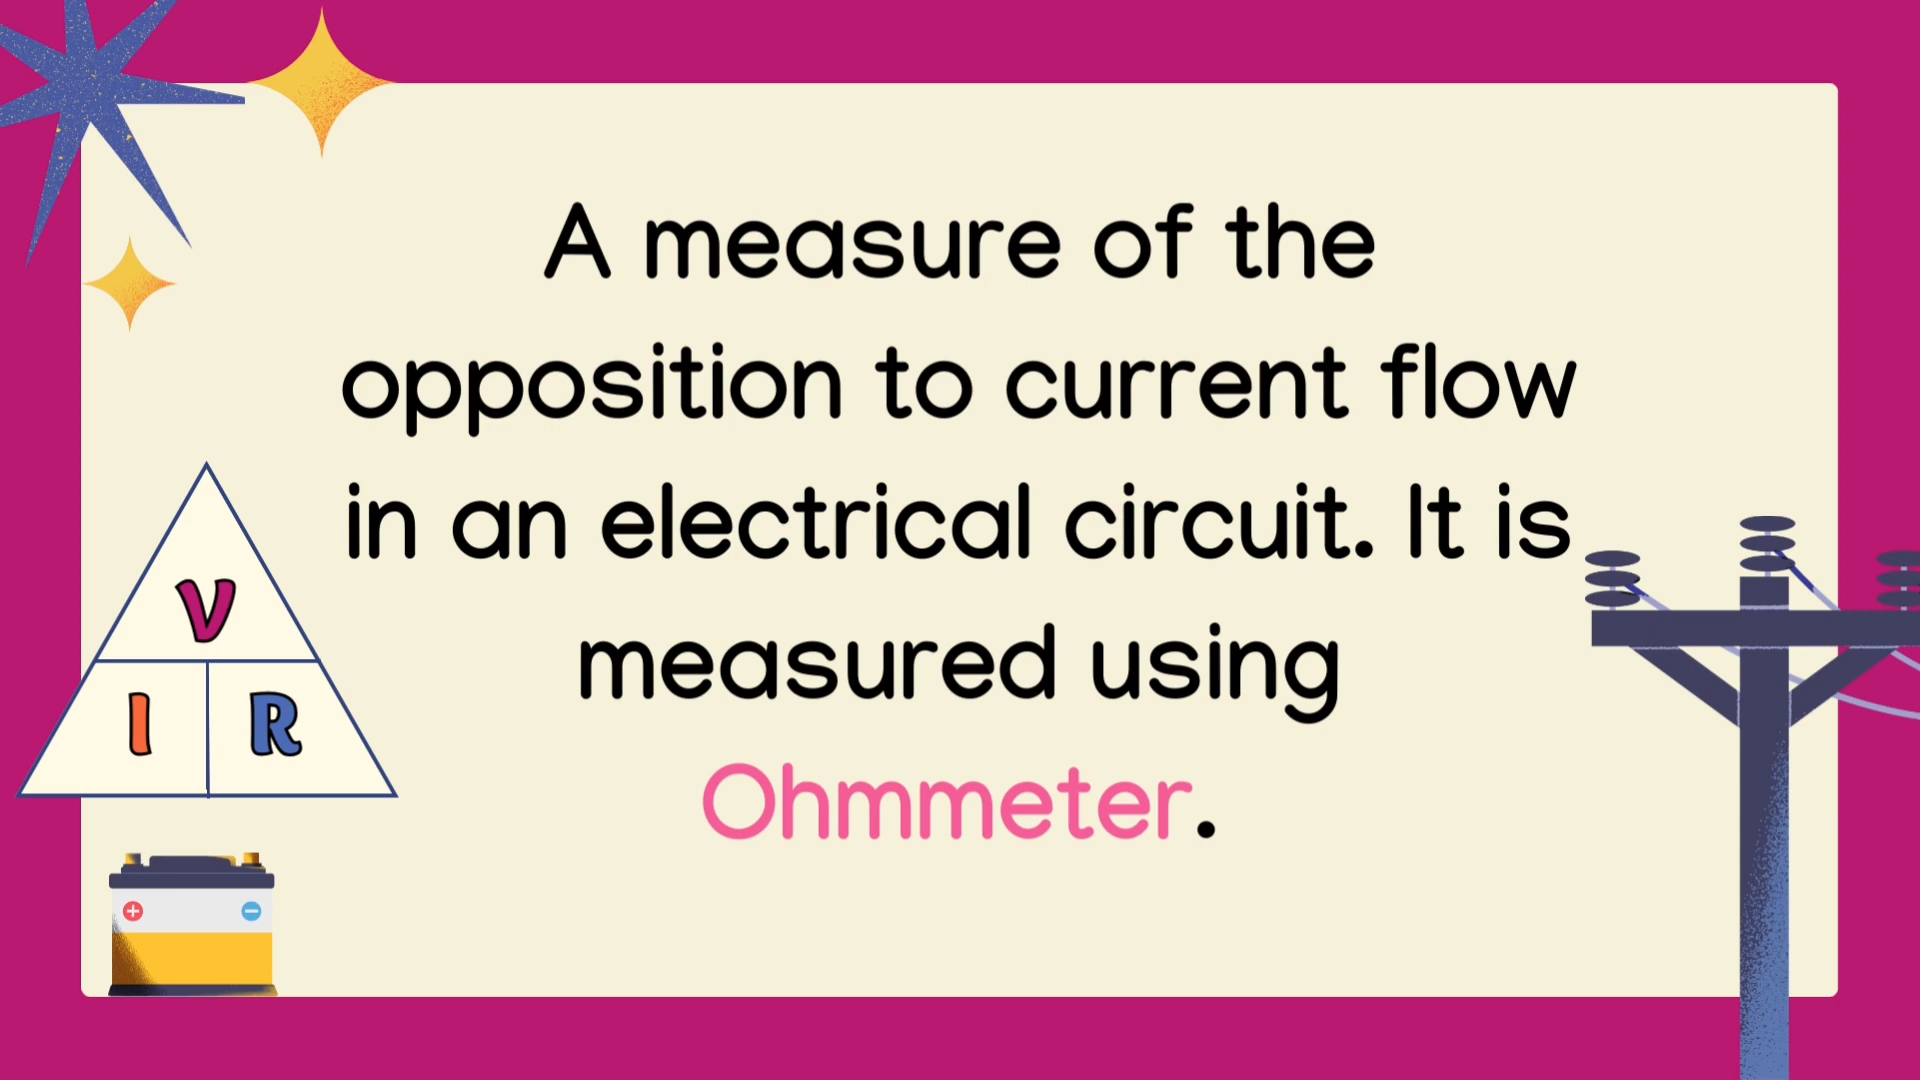 A measure of the
opposition to current flow
in an electrical circuit. It is
measured using
Ohmmeter.
V
I R